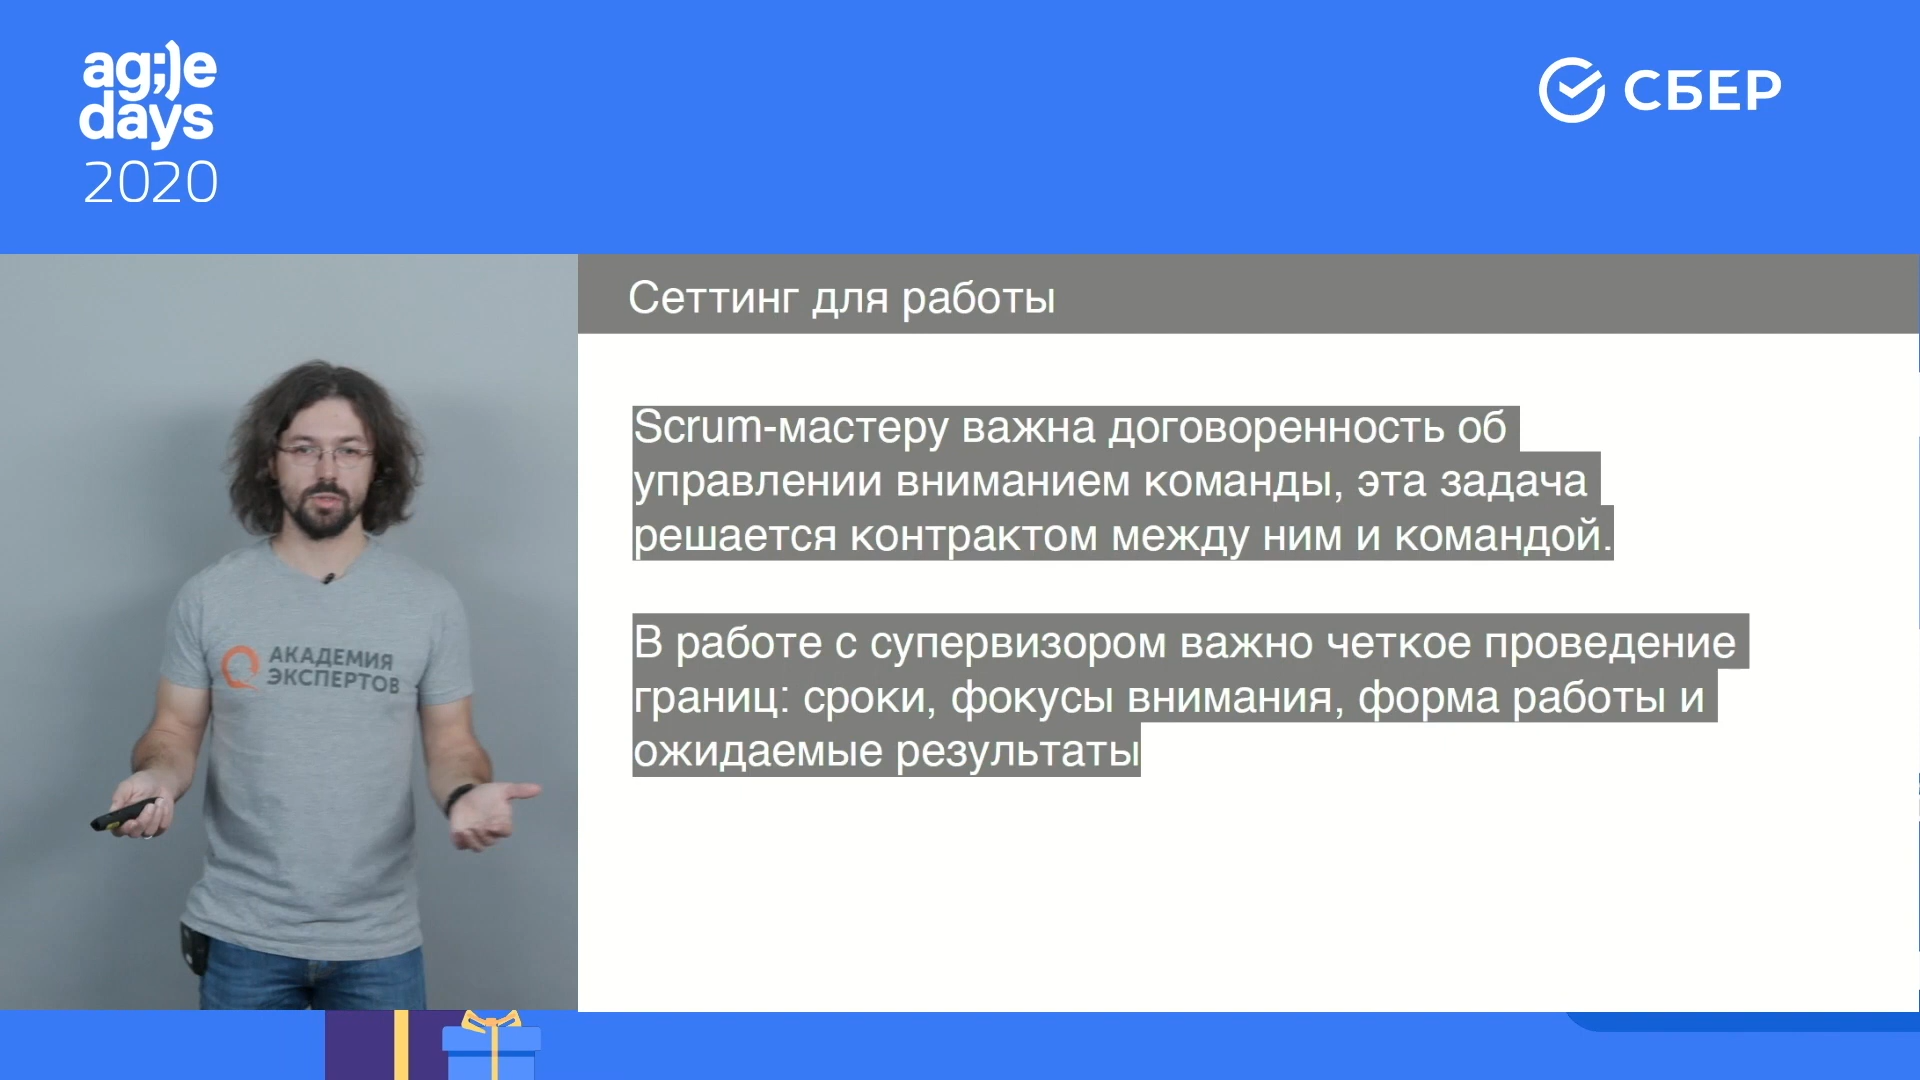 agile
days
2020
СБЕР
Сеттинг для работы
Scrum-мастеру важна договоренность об
управлении вниманием команды, эта задача
решается контрактом между ним и командой.
В работе с супервизором важно четкое проведение
границ: сроки, фокусы внимания, форма работы и
ожидаемые результаты
АКАДЕМИЯ
ЭКСПЕРТОВ